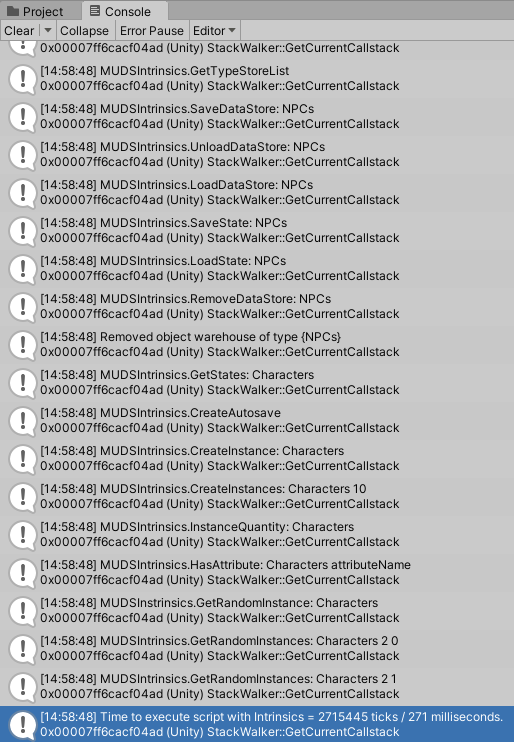 Project
Console
Clear
Collapse
Error Pause
Editor
0x00007ff6cacf04ad (Unity) StackWalker::GetCurrentCallstack
[14:58:48] MUDSIntrinsics.GetTypeStoreList
0x00007ff6cacf04ad (Unity) StackWalker::GetCurrentCallstack
[14:58:48] MUDSIntrinsics.SaveDataStore: NPCs
0x00007ff6cacf04ad (Unity) StackWalker::GetCurrentCallstack
[14:58:48] MUDSIntrinsics.UnloadDataStore: NPCs
0x00007ff6cacf04ad (Unity) StackWalker::GetCurrentCallstack
[14:58:48] MUDSIntrinsics.LoadDataStore: NPCs
0x00007ff6cacf04ad (Unity) StackWalker::GetCurrentCallstack
[14:58:48] MUDSIntrinsics.SaveState: NPCs
0x00007ff6cacf04ad (Unity) StackWalker::GetCurrentCallstack
[14:58:48] MUDSIntrinsics.LoadState: NPCs
0x00007ff6cacf04ad (Unity) StackWalker::GetCurrentCallstack
[14:58:48] MUDSIntrinsics.RemoveDataStore: NPCs
0x00007ff6cacf04ad (Unity) StackWalker::GetCurrentCallstack
[14:58:48] Removed object warehouse of type {NPCs}
0x00007ff6cacf04ad (Unity) StackWalker::GetCurrentCallstack
[14:58:48] MUDSIntrinsics.GetStates: Characters
0x00007ff6cacf04ad (Unity) StackWalker::GetCurrentCallstack
[14:58:48] MUDSIntrinsics.CreateAutosave
0x00007ff6cacf04ad (Unity) StackWalker::GetCurrentCallstack
[14:58:48] MUDSIntrinsics.CreateInstance: Characters
0x00007ff6cacf04ad (Unity) StackWalker::GetCurrentCallstack
[14:58:48] MUDSIntrinsics.CreateInstances: Characters 10
0x00007ff6cacf04ad (Unity) StackWalker::GetCurrentCallstack
[14:58:48] MUDSIntrinsics.InstanceQuantity: Characters
0x00007ff6cacf04ad (Unity) StackWalker::GetCurrentCallstack
[14:58:48] MUDSIntrinsics.HasAttribute: Characters attributeName
0x00007ff6cacf04ad (Unity) StackWalker::GetCurrentCallstack
[14:58:48] MUDSInstrinsics.GetRandomInstance: Characters
0x00007ff6cacf04ad (Unity) StackWalker::GetCurrentCallstack
[14:58:48] MUDSIntrinsics.GetRandomInstances: Characters 2 0
0x00007ff6cacf04ad (Unity) StackWalker::GetCurrentCallstack
[14:58:48] MUDSIntrinsics.GetRandomInstances: Characters 2 1
0x00007ff6cacf04ad (Unity) StackWalker::GetCurrentCallstack
[14:58:48] Time to execute script with Intrinsics = 2715445 ticks / 271 milliseconds.
0x00007ff6cacf04ad (Unity) StackWalker::GetCurrentCallstack